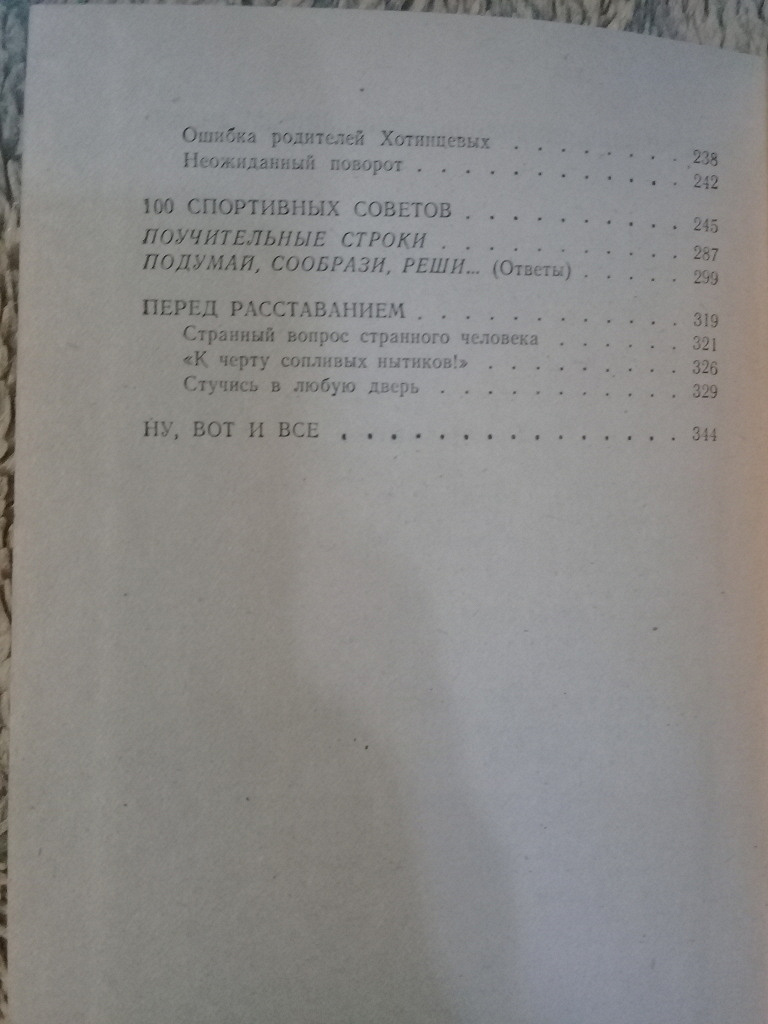 Ошибка родителей Хотинцевых . . . . . . . 238
Неожиданный поворот . . . . . . . . . . . . 242
100 СПОРТИВНЫХ СОВЕТОВ . . . . . . . . . . 245
ПОУЧИТЕЛЬНЫЕ СТРОКИ . . . . . . . . . . . 287
ПОДУМАЙ, СООБРАЗИ, РЕШИ... (Ответы) . . . . . 299
ПЕРЕД РАССТАВАНИЕМ . . . . . . . . . . . . 319
Странный вопрос странного человека . . . . . . 321
«К черту сопливых нытиков!» . . . . . . . . . 326
Стучись в любую дверь . . . . . . . . . . . 329
НУ, ВОТ И ВСЕ . . . . . . . . . . . . . . . 344